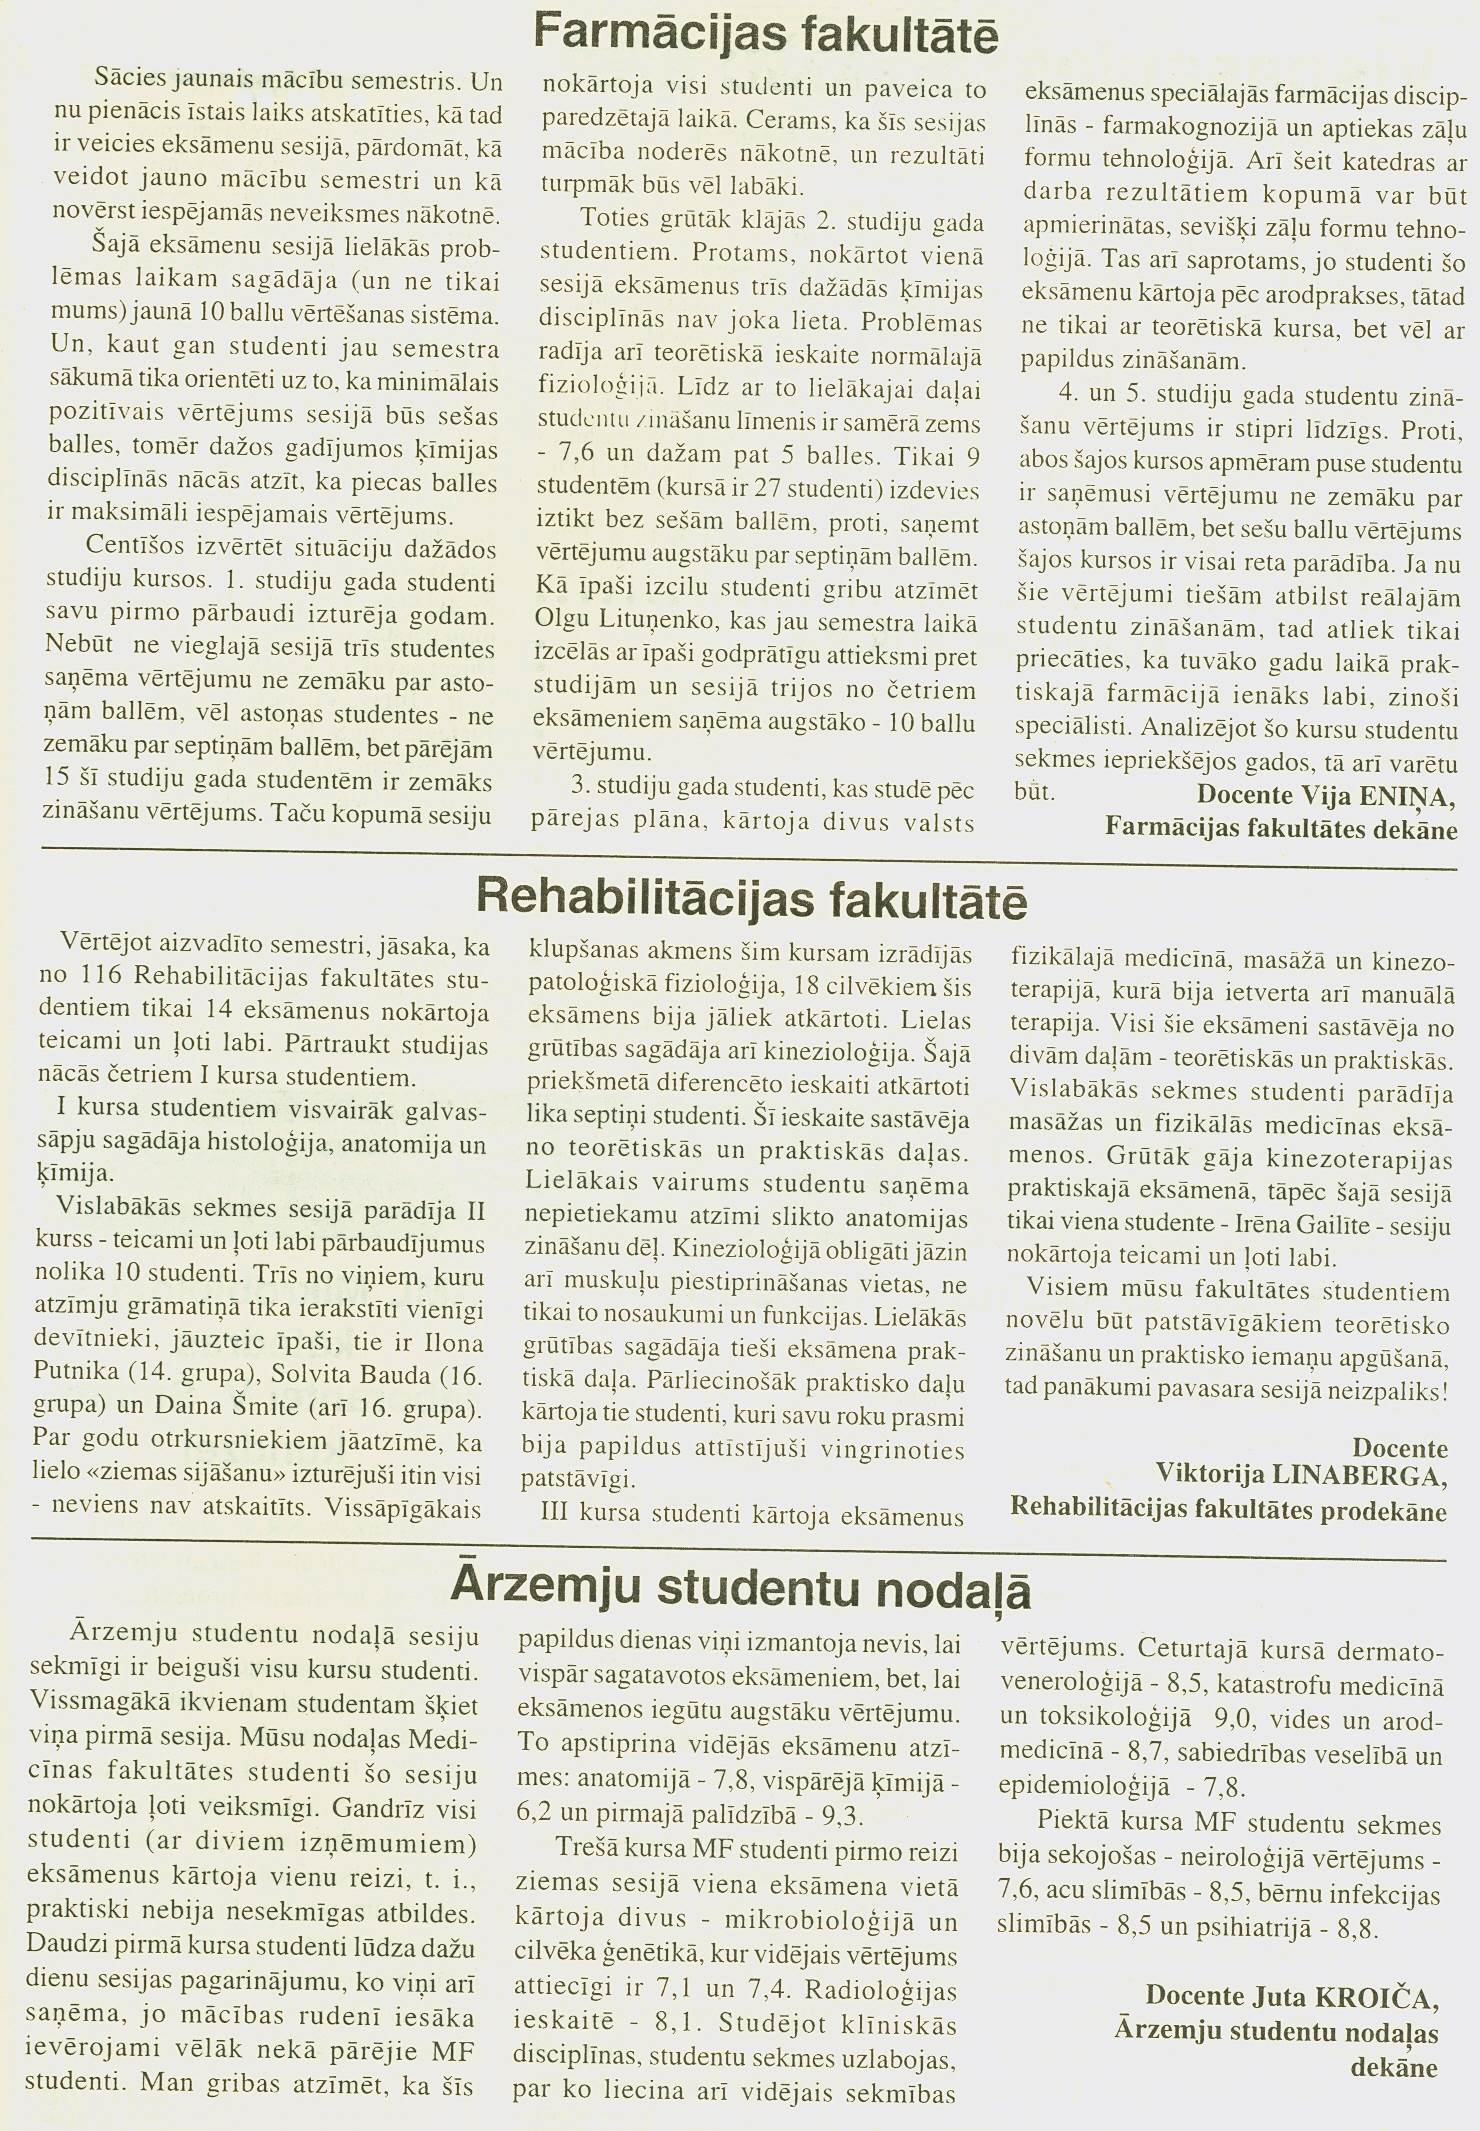 Farmācijas fakultātē
Sācies jaunais mācību semestris. Un
nu pienācis īstais laiks atskatīties, kā tad
ir veicies eksāmenu sesijā, pārdomāt, kā
veidot jauno mācību semestri un kā
novērst iespējamās neveiksmes nākotnē.
Šajā eksāmenu sesijā lielākās prob-
lēmas laikam sagādāja (un ne tikai
mums) jaunā 10 ballu vērtēšanas sistēma.
Un, kaut gan studenti jau semestra
sākumā tika orientēti uz to, ka minimālais
pozitīvais vērtējums sesijā būs sešas
balles, tomēr dažos gadījumos ķīmijas
disciplīnās nācās atzīt, ka piecas balles
ir maksimāli iespējamais vērtējums.
Centīšos izvērtēt situāciju dažādos
studiju kursos. 1. studiju gada studenti
savu pirmo pārbaudi izturēja godam.
Nebūt ne vieglajā sesijā trīs studentes
saņēma vērtējumu ne zemāku par asto-
ņām ballēm, vēl astoņas studentes - ne
zemāku par septiņām ballēm, bet pārējām
15 šī studiju gada studentēm ir zemāks
zināšanu vērtējums. Taču kopumā sesiju
nokārtoja visi studenti un paveica to
paredzētajā laikā. Cerams, ka šīs sesijas
mācība noderēs nākotnē, un rezultāti
turpmāk būs vēl labāki.
Toties grūtāk klājās 2. studiju gada
studentiem. Protams, nokārtot vienā
sesijā eksāmenus trīs dažādās ķīmijas
disciplīnās nav joka lieta. Problēmas
radīja arī teorētiskā ieskaite normālajā
fizioloģijā. Līdz ar to lielākajai daļai
studentu zināšanu līmenis ir samērā zems
- 7,6 un dažam pat 5 balles. Tikai 9
studentēm (kursā ir 27 studenti) izdevies
iztikt bez sešām ballēm, proti, saņemt
vērtējumu augstāku par septiņām ballēm.
Kā īpaši izcilu studenti gribu atzīmēt
Olgu Lituņenko, kas jau semestra laikā
izcēlās ar īpaši godprātīgu attieksmi pret
studijām un sesijā trijos no četriem
eksāmeniem saņēma augstāko - 10 ballu
vērtējumu.
3. studiju gada studenti, kas studē pēc
pārejas plāna, kārtoja divus valsts
eksāmenus speciālajās farmācijas discip-
līnās - farmakognozijā un aptiekas zāļu
formu tehnoloģijā. Arī šeit katedras ar
darba rezultātiem kopumā var būt
apmierinātas, sevišķi zāļu formu tehno-
loģijā. Tas arī saprotams, jo studenti šo
eksāmenu kārtoja pēc arodprakses, tātad
ne tikai ar teorētiskā kursa, bet vēl ar
papildus zināšanām.
4. un 5. studiju gada studentu zinā-
šanu vērtējums ir stipri līdzīgs. Proti,
abos šajos kursos apmēram puse studentu
ir saņēmusi vērtējumu ne zemāku par
astoņām ballēm, bet sešu ballu vērtējums
šajos kursos ir visai reta parādība. Ja nu
šie vērtējumi tiešām atbilst reālajām
studentu zināšanām, tad atliek tikai
priecāties, ka tuvāko gadu laikā prak-
tiskajā farmācijā ienāks labi, zinoši
speciālisti. Analizējot šo kursu studentu
sekmes iepriekšējos gados, tā arī varētu
būt.
Docente Vija ENIŅA,
Farmācijas fakultātes dekāne
Rehabilitācijas fakultātē
Vērtējot aizvadīto semestri, jāsaka, ka
no 116 Rehabilitācijas fakultātes stu-
dentiem tikai 14 eksāmenus nokārtoja
teicami un ļoti labi. Pārtraukt studijas
nācās četriem I kursa studentiem.
I kursa studentiem visvairāk galvas-
sāpju sagādāja histoloģija, anatomija un
ķīmija.
Vislabākās sekmes sesijā parādīja II
kurss - teicami un ļoti labi pārbaudījumus
nolika 10 studenti. Trīs no viņiem, kuru
atzīmju grāmatiņā tika ierakstīti vienīgi
devītnieki, jāuzteic īpaši, tie ir Ilona
Putnika (14. grupa), Solvita Bauda (16.
grupa) un Daina Šmite (arī 16. grupa).
Par godu otrkursniekiem jāatzīmē, ka
lielo «ziemas sijāšanu» izturējuši itin visi
- neviens nav atskaitīts. Vissāpīgākais
klupšanas akmens šim kursam izrādījās
patoloģiskā fizioloģija, 18 cilvēkiem šis
eksāmens bija jāliek atkārtoti. Lielas
grūtības sagādāja arī kinezioloģija. Šajā
priekšmetā diferencēto ieskaiti atkārtoti
lika septiņi studenti. Šī ieskaite sastāvēja
no teorētiskās un praktiskās daļas.
Lielākais vairums studentu saņēma
nepietiekamu atzīmi slikto anatomijas
zināšanu dēļ. Kinezioloģijā obligāti jāzin
arī muskuļu piestiprināšanas vietas, ne
tikai to nosaukumi un funkcijas. Lielākās
grūtības sagādāja tieši eksāmena prak-
tiskā daļa. Pārliecinošāk praktisko daļu
kārtoja tie studenti, kuri savu roku prasmi
bija papildus attīstījuši vingrinoties
patstāvīgi.
III kursa studenti kārtoja eksāmenus
fizikālajā medicīnā, masāžā un kinezo-
terapijā, kurā bija ietverta arī manuālā
terapija. Visi šie eksāmeni sastāvēja no
divām daļām - teorētiskās un praktiskās.
Vislabākās sekmes studenti parādīja
masāžas un fizikālās medicīnas eksā-
menos. Grūtāk gāja kinezoterapijas
praktiskajā eksāmenā, tāpēc šajā sesijā
tikai viena studente - Irēna Gailīte - sesiju
nokārtoja teicami un ļoti labi.
Visiem mūsu fakultātes studentiem
novēlu būt patstāvīgākiem teorētisko
zināšanu un praktisko iemaņu apgūšanā,
tad panākumi pavasara sesijā neizpaliks!
Docente
Viktorija LINABERGA,
Rehabilitācijas fakultātes prodekāne
Ārzemju studentu nodaļā
Ārzemju studentu nodaļā sesiju
sekmīgi ir beiguši visu kursu studenti.
Vissmagākā ikvienam studentam šķiet
viņa pirmā sesija. Mūsu nodaļas Medi-
cīnas fakultātes studenti šo sesiju
nokārtoja ļoti veiksmīgi. Gandrīz visi
studenti (ar diviem izņēmumiem)
eksāmenus kārtoja vienu reizi, t. i.,
praktiski nebija nesekmīgas atbildes.
Daudzi pirmā kursa studenti lūdza dažu
dienu sesijas pagarinājumu, ko viņi arī
saņēma, jo mācības rudenī iesāka
ievērojami vēlāk nekā pārējie MF
studenti. Man gribas atzīmēt, ka šīs
papildus dienas viņi izmantoja nevis, lai
vispār sagatavotos eksāmeniem, bet, lai
eksāmenos iegūtu augstāku vērtējumu.
To apstiprina vidējās eksāmenu atzī-
mes: anatomijā - 7,8, vispārējā ķīmijā -
6,2 un pirmajā palīdzībā - 9,3.
Trešā kursa MF studenti pirmo reizi
ziemas sesijā viena eksāmena vietā
kārtoja divus - mikrobioloģijā un
cilvēka ģenētikā, kur vidējais vērtējums
attiecīgi ir 7,1 un 7,4. Radioloģijas
ieskaitē - 8,1. Studējot klīniskās
disciplīnas, studentu sekmes uzlabojas,
par ko liecina arī vidējais sekmības
vērtējums. Ceturtajā kursā dermato-
veneroloģijā - 8,5, katastrofu medicīnā
un toksikoloģijā 9,0, vides un arod-
medicīnā - 8,7, sabiedrības veselībā un
epidemioloģijā - 7,8.
Piektā kursa MF studentu sekmes
bija sekojošas - neiroloģijā vērtējums -
7,6, acu slimībās - 8,5, bērnu infekcijas
slimībās - 8,5 un psihiatrijā - 8,8.
Docente Juta KROIČA,
Ārzemju studentu nodaļas
dekāne